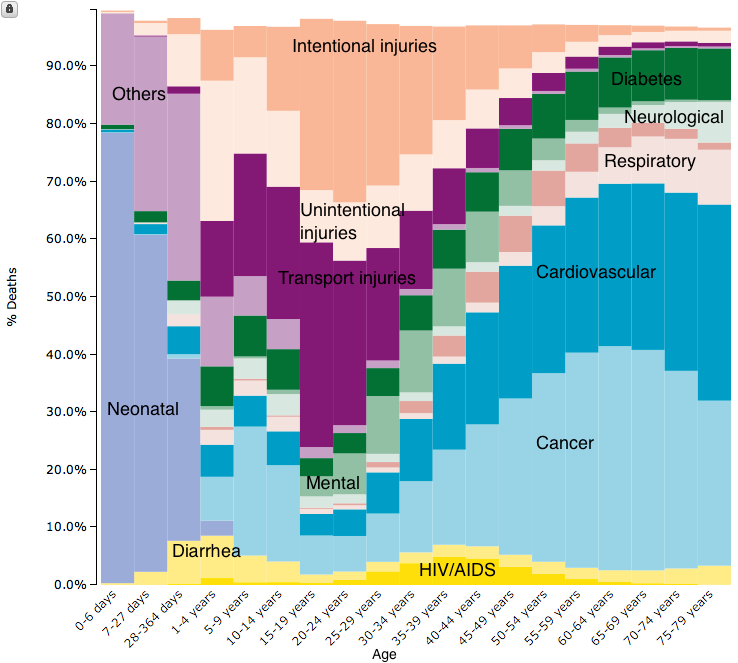 Intentional injuries
90.0%
Diabetes
Others
Neurological
80.0%
Respiratory
70.0%
Unintentional
injuries
60.0%
Transport injuries
Cardiovascular
% Deaths
50.0%
40.0%
Neonatal
30.0%
Cancer
20.0%
Mental
10.0%
Diarrhea
HIV/AIDS
0.0%
0-6 days
7-27 days
28-364 days
1-4 years
5-9 years
10-14 years
15-19 years
20-24 years
25-29 years
30-34 years
35-39 years
40-44 years
45-49 years
50-54 years
55-59 years
60-64 years
65-69 years
70-74 years
75-79 years
Age